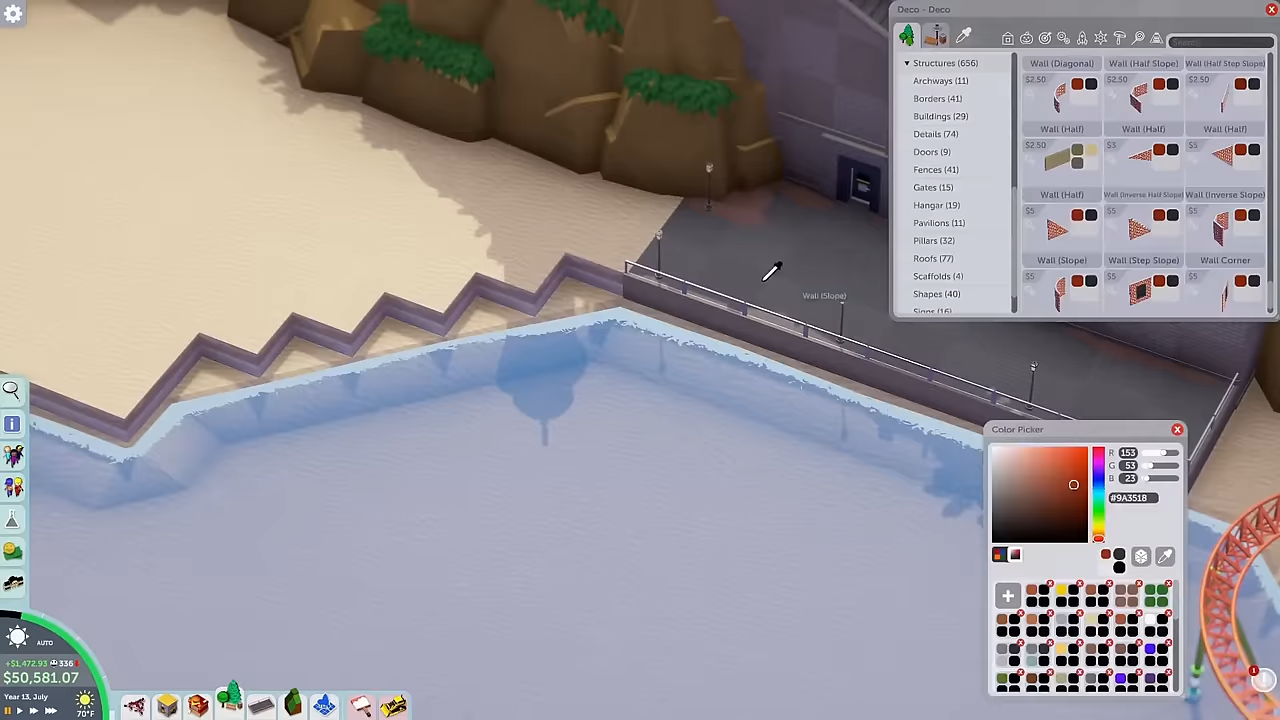 Deco - Deco
Structures (656)
Archways (11)
Borders (41)
Buildings (29)
Details (74)
Doors (9)
Fences (41)
Gates (15)
Hangar (19)
Pavilions (11)
Pillars (32)
Roofs (77)
Scaffolds (4)
Shapes (40)
Signs (16)
Wall (Diagonal) Wall (Half Slope) Wall (Half Step Slope)
$2.50 $2.50 $2.50
Wall (Half) Wall (Half) Wall (Half)
$2.50 $5 $5
Wall (Half) Wall (Inverse Half Slope) Wall (Inverse Slope)
$5 $5 $5
Wall (Slope) Wall (Step Slope) Wall Corner
$5 $5 $5
Wall (Slope)
Color Picker
R 153
G 53
B 23
#9A3518
AUTO
+$1,472.93 336
$50,581.07
Year 13, July
70°F
1